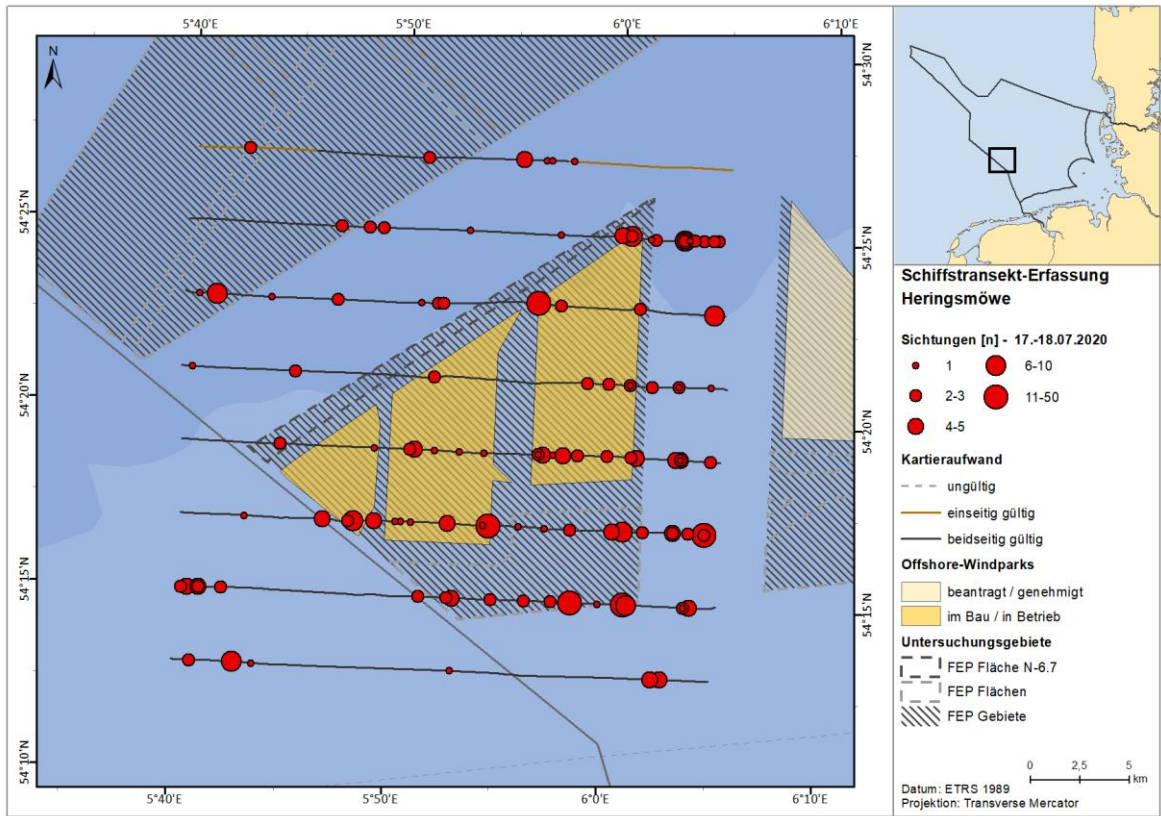 5°40'E
5°50'E
6°0'E
6°10'E
N
54°30'N
54°25'N
54°25'N
54°20'N
54°20'N
54°15'N
54°15'N
54°10'N
5°40'E
5°50'E
6°0'E
6°10'E
Schiffstransekt-Erfassung
Heringsmöwe
Sichtungen [n] - 17.-18.07.2020
1
6-10
2-3
11-50
4-5
Kartieraufwand
ungültig
einseitig gültig
beidseitig gültig
Offshore-Windparks
beantragt / genehmigt
im Bau / in Betrieb
Untersuchungsgebiete
FEP Fläche N-6.7
FEP Flächen
FEP Gebiete
0 2,5 5
km
Datum: ETRS 1989
Projektion: Transverse Mercator